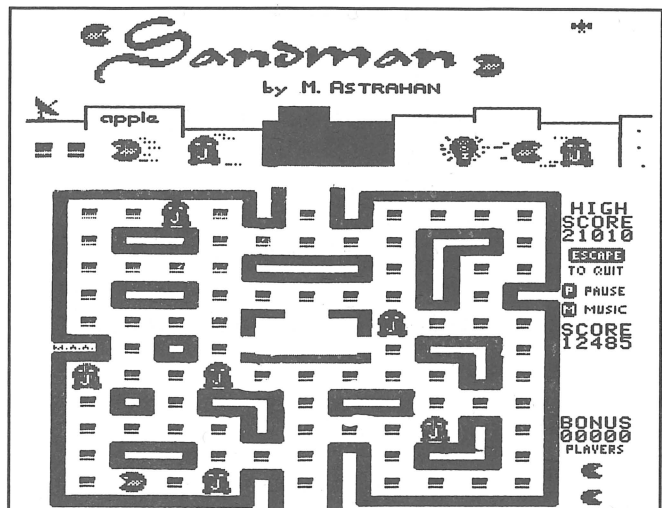 Sandman
by M. ASTRAHAN
apple
HIGH
SCORE
21010
ESCAPE
TO QUIT
P PAUSE
M MUSIC
SCORE
12485
M.A.A.
BONUS
00000
PLAYERS